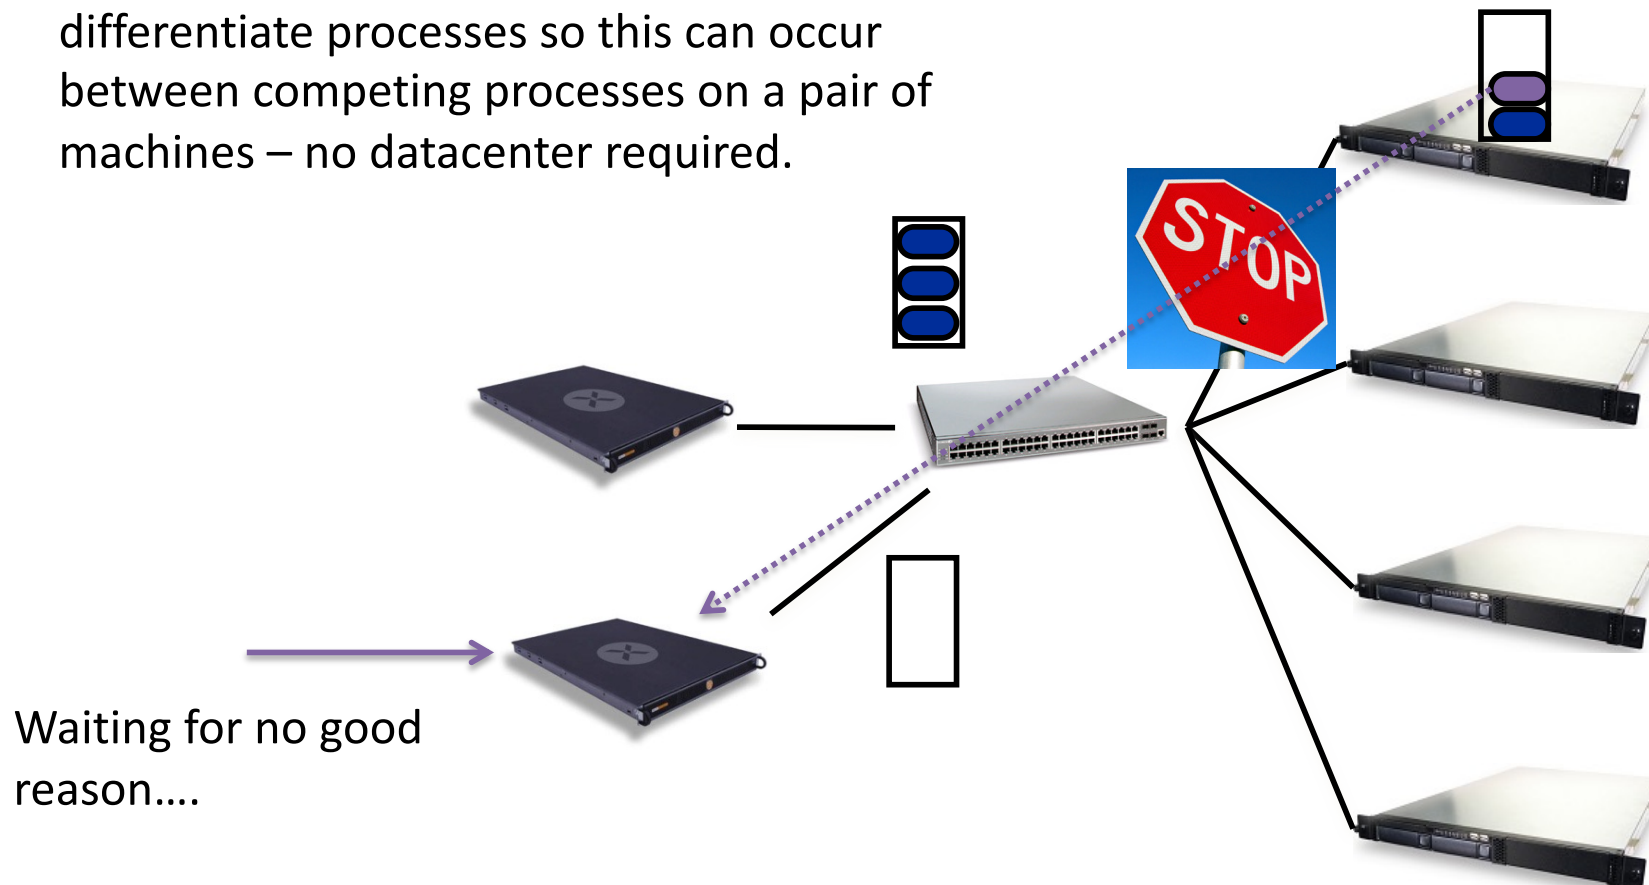 differentiate processes so this can occur
between competing processes on a pair of
machines – no datacenter required.
STOP
Waiting for no good
reason....